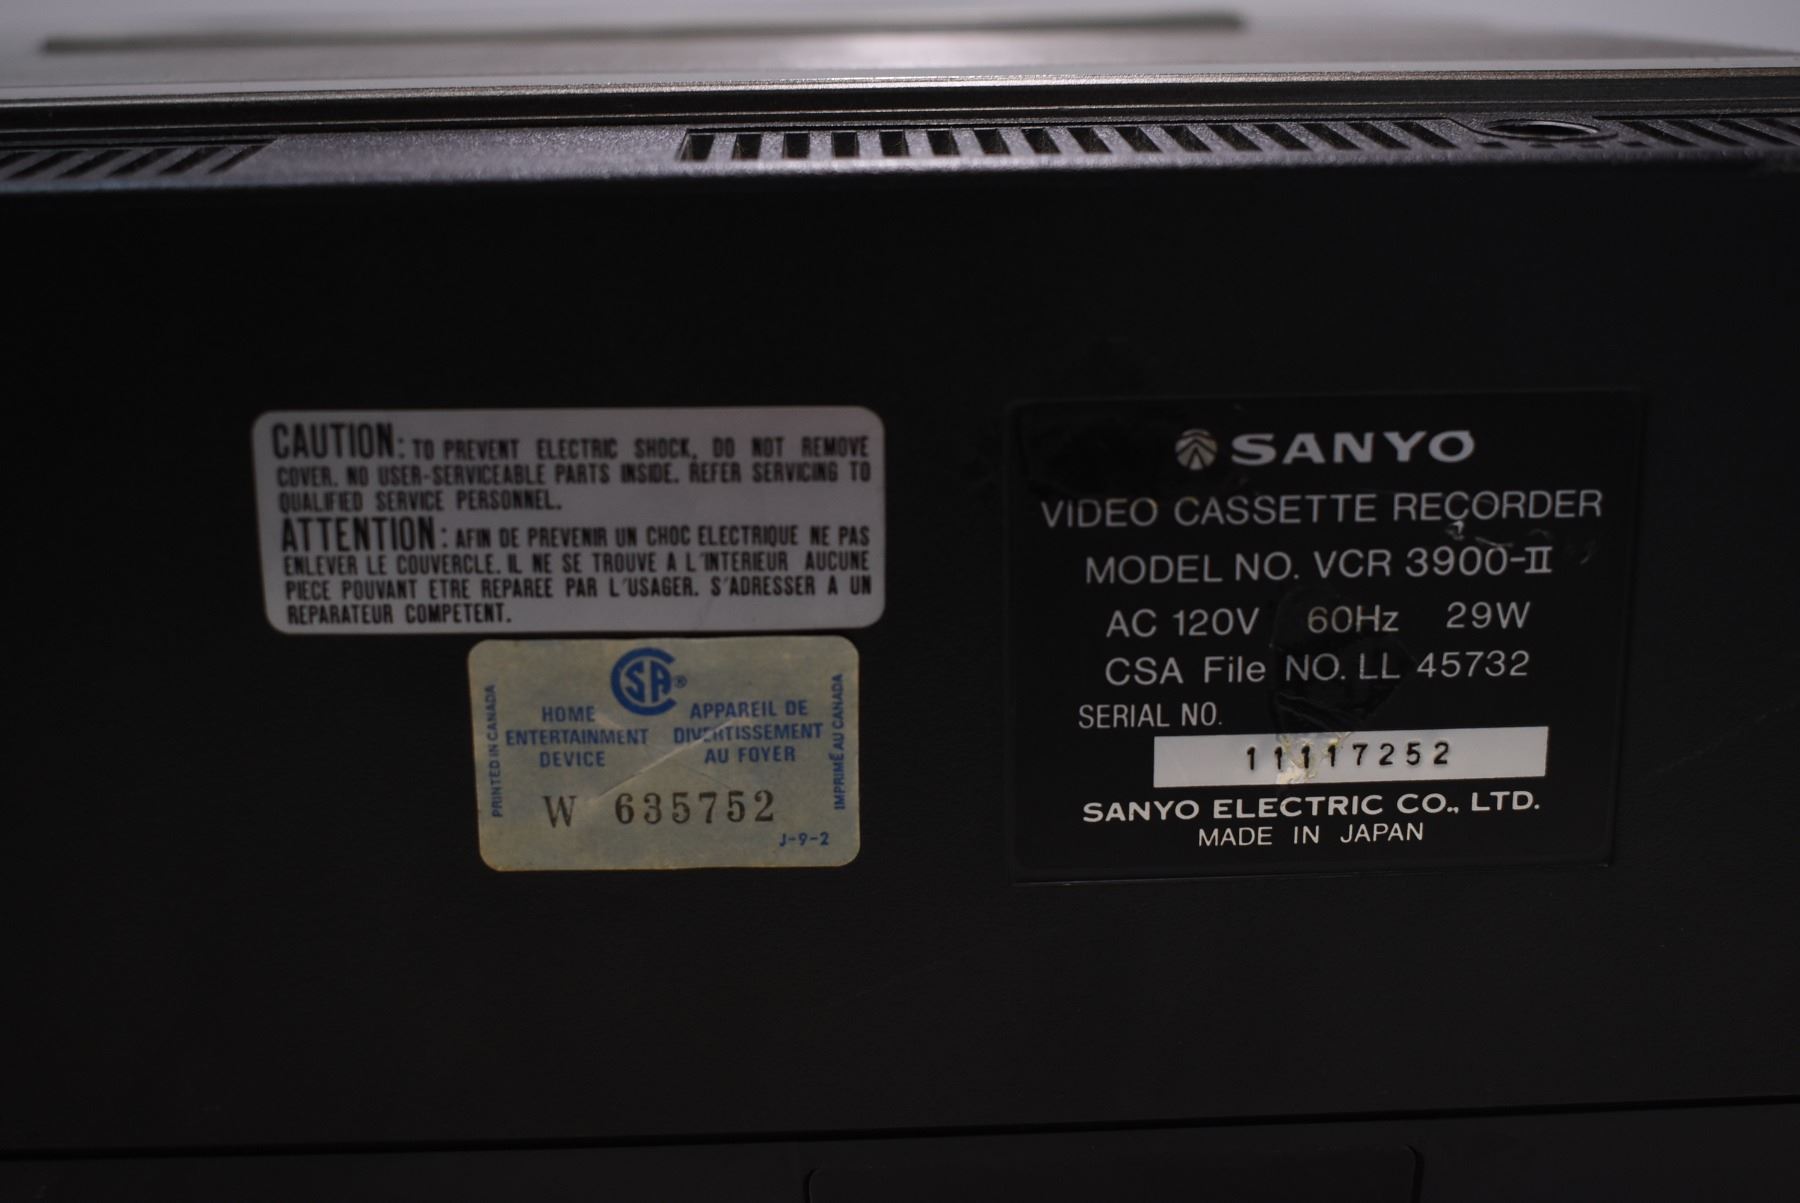 CAUTION: TO PREVENT ELECTRIC SHOCK, DO NOT REMOVE
COVER. NO USER-SERVICEABLE PARTS INSIDE. REFER SERVICING TO
QUALIFIED SERVICE PERSONNEL.
ATTENTION: AFIN DE PREVENIR UN CHOC ELECTRIQUE NE PAS
ENLEVER LE COUVERCLE. IL NE SE TROUVE A L'INTERIEUR AUCUNE
PIECE POUVANT ETRE REPAREE PAR L'USAGER. S'ADRESSER A UN
REPARATEUR COMPETENT.
PRINTED IN CANADA
CSA®
HOME
ENTERTAINMENT
DEVICE
APPAREIL DE
DIVERTISSEMENT
AU FOYER
IMPRIMÉ AU CANADA
W 635752
J-9-2
SANYO
VIDEO CASSETTE RECORDER
MODEL NO. VCR 3900-II
AC 120V 60Hz 29W
CSA File NO. LL 45732
SERIAL NO.
11117252
SANYO ELECTRIC CO., LTD.
MADE IN JAPAN